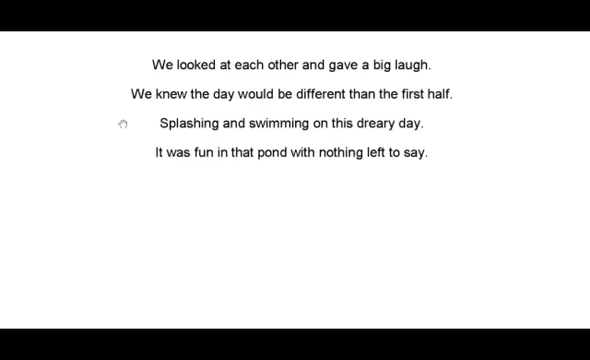 We looked at each other and gave a big laugh.
We knew the day would be different than the first half.
Splashing and swimming on this dreary day.
It was fun in that pond with nothing left to say.